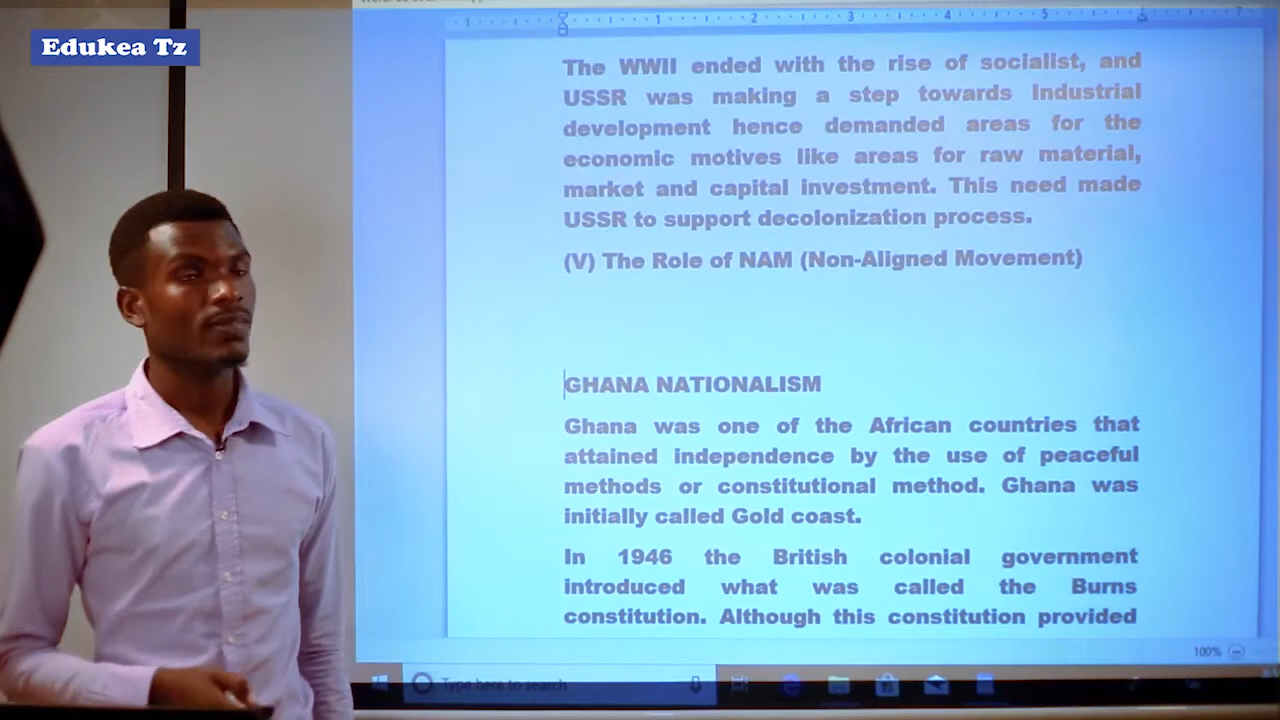 Edukea Tz
The WWII ended with the rise of socialist, and
USSR was making a step towards Industrial
development hence demanded areas for the
economic motives like areas for raw material,
market and capital investment. This need made
USSR to support decolonization process.
(V) The Role of NAM (Non-Aligned Movement)
GHANA NATIONALISM
Ghana was one of the African countries that
attained independence by the use of peaceful
methods or constitutional method. Ghana was
initially called Gold coast.
In 1946 the British colonial government
introduced what was called the Burns
constitution. Although this constitution provided
100%
Type here to search